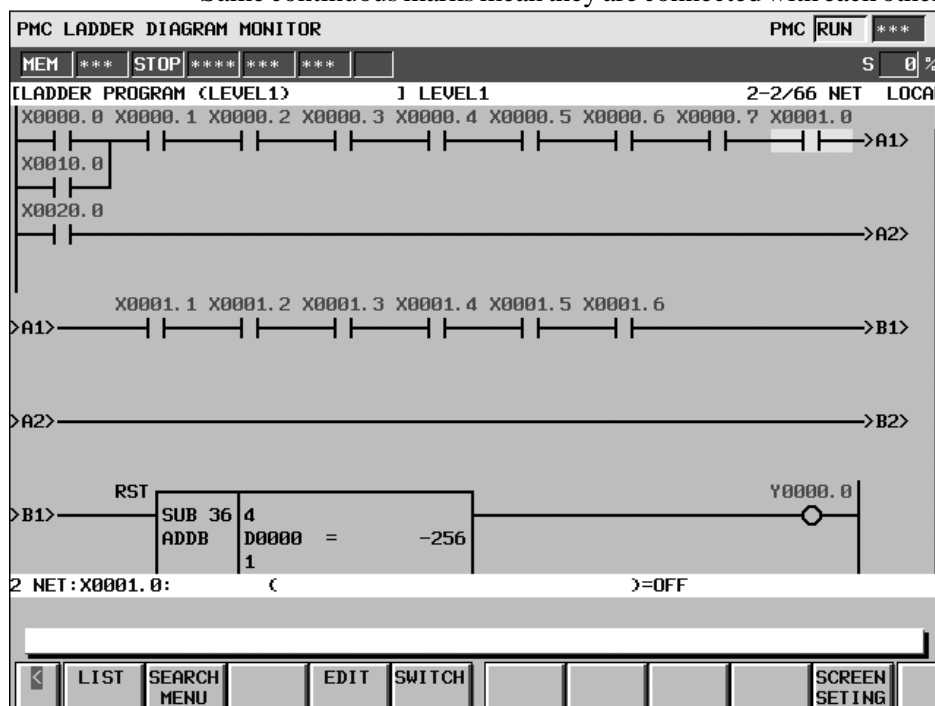 Same continuous marks mean they are connected with each other
PMC LADDER DIAGRAM MONITOR PMC RUN ***
MEM *** STOP **** *** *** S 0 %
[LADDER PROGRAM (LEVEL1) ] LEVEL1 2-2/66 NET LOCA
X0000.0 X0000.1 X0000.2 X0000.3 X0000.4 X0000.5 X0000.6 X0000.7 X0001.0
>A1>
X0010.0
X0020.0
>A2>
X0001.1 X0001.2 X0001.3 X0001.4 X0001.5 X0001.6
>A1> >B1>
>A2> >B2>
RST Y0000.0
>B1> SUB 36 4
ADDB D0000 = -256
1
2 NET:X0001.0: ( )=OFF
< LIST SEARCH MENU EDIT SWITCH SCREEN SETING